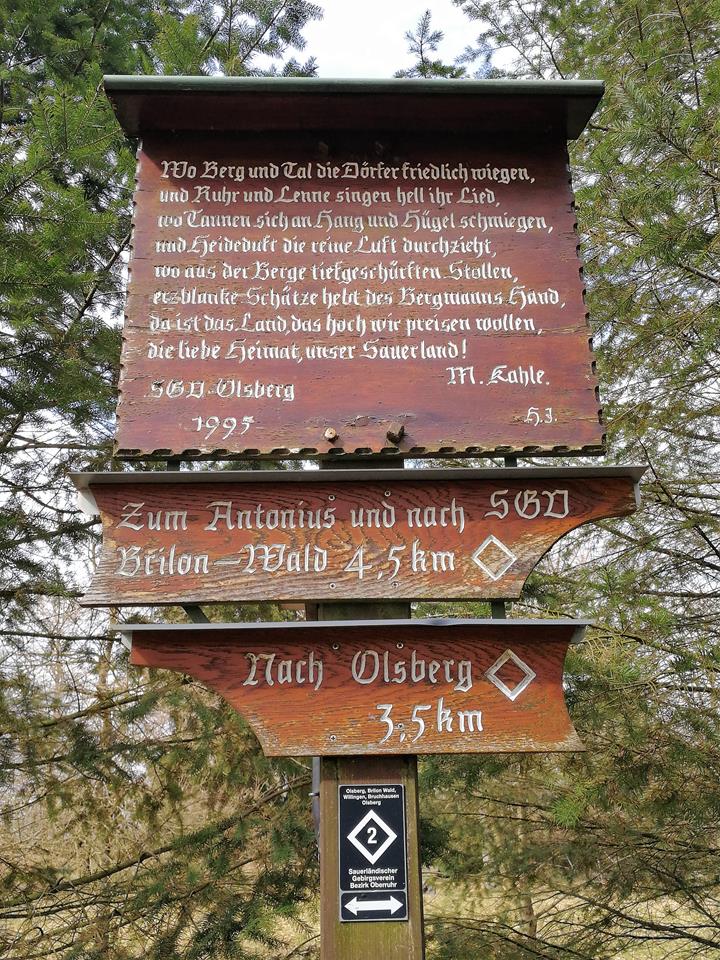 Wo Berg und Tal die Dörfer friedlich wiegen,
und Ruhr und Lenne singen hell ihr Lied,
wo Tannen sich an Hang und Hügel schmiegen,
und Heideduft die reine Luft durchzieht,
wo aus der Berge tiefgeschürften Stollen,
erzblanke Schätze hebt des Bergmanns Hand,
da ist das Land, das hoch wir preisen wollen,
die liebe Heimat, unser Sauerland!
M. Kahle.
SGV-Olsberg
1995
H.J.
Zum Antonius und nach SGV
Brilon-Wald 4,5 km
Nach Olsberg
3,5 km
Olsberg, Brilon Wald,
Willingen, Bruchhausen
Olsberg
2
Sauerländischer
Gebirgsverein
Bezirk Oberruhr